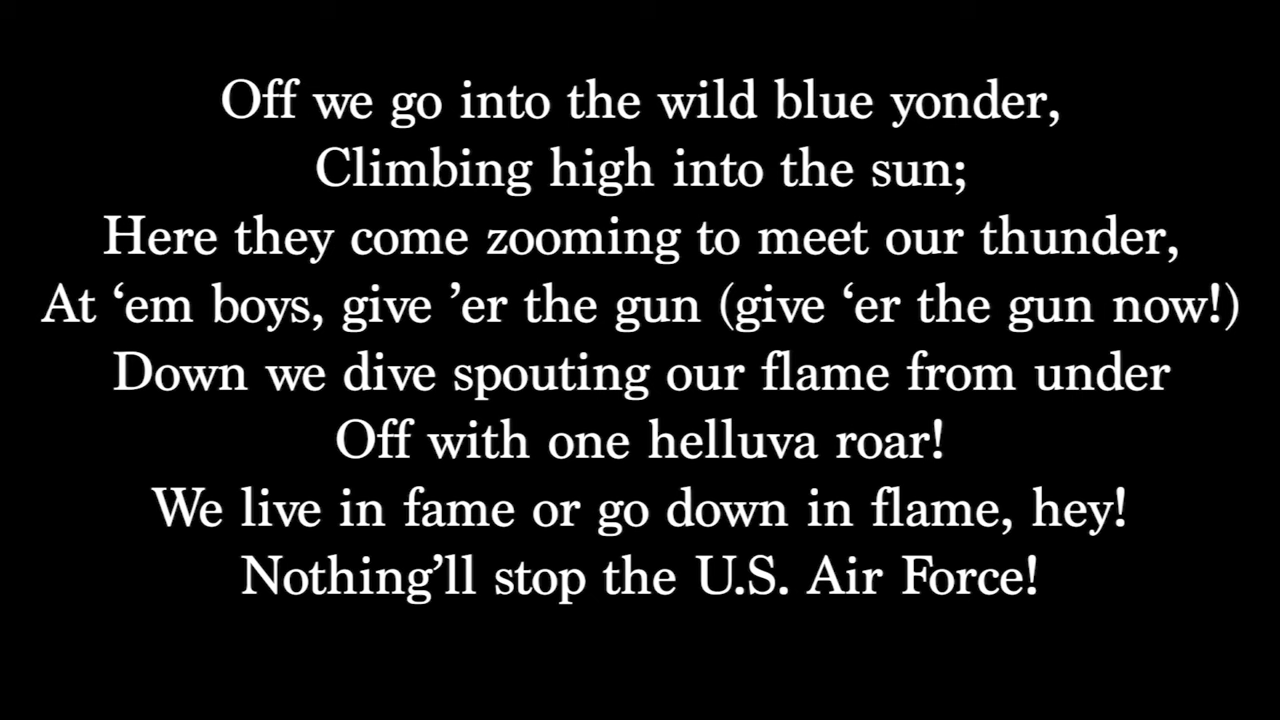 Off we go into the wild blue yonder,
Climbing high into the sun;
Here they come zooming to meet our thunder,
At ‘em boys, give ’er the gun (give ‘er the gun now!)
Down we dive spouting our flame from under
Off with one helluva roar!
We live in fame or go down in flame, hey!
Nothing’ll stop the U.S. Air Force!